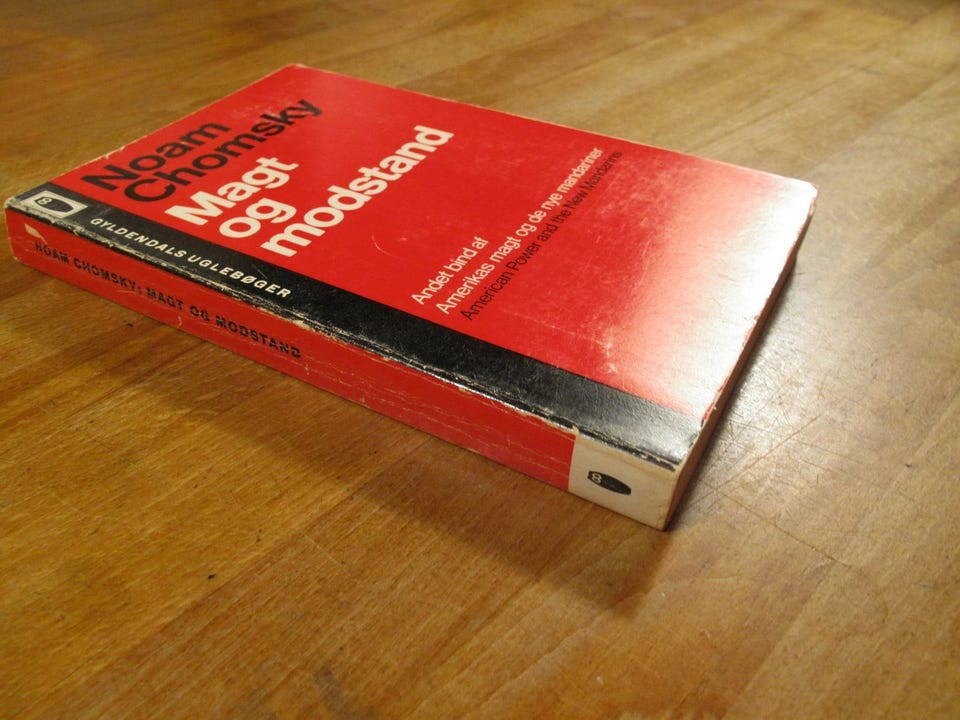 Noam
Chomsky
Magt
og
modstand
Andet bind af
Amerikas magt og de nye mandariner
American Power and the New Mandarins
GYLDENDALS UGLEBØGER
NOAM CHOMSKY: MAGT OG MODSTAND